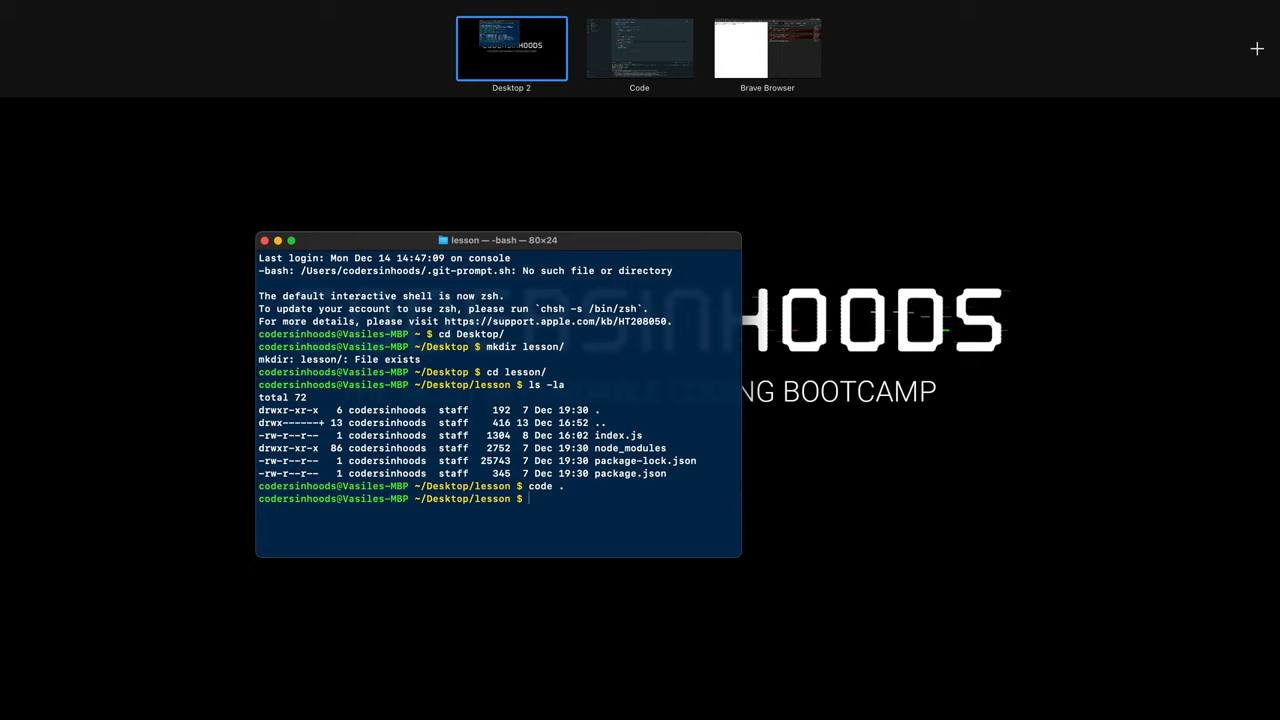 Desktop 2
Code
Brave Browser
lesson — -bash — 80×24
Last login: Mon Dec 14 14:47:09 on console
-bash: /Users/codersinhoods/.git-prompt.sh: No such file or directory
The default interactive shell is now zsh.
To update your account to use zsh, please run `chsh -s /bin/zsh`.
For more details, please visit https://support.apple.com/kb/HT208050.
codersinhoods@Vasiles-MBP ~ $ cd Desktop/
codersinhoods@Vasiles-MBP ~/Desktop $ mkdir lesson/
mkdir: lesson/: File exists
codersinhoods@Vasiles-MBP ~/Desktop $ cd lesson/
codersinhoods@Vasiles-MBP ~/Desktop/lesson $ ls -la
total 72
drwxr-xr-x   6 codersinhoods  staff    192  7 Dec 19:30 .
drwx------+ 13 codersinhoods  staff    416 13 Dec 16:52 ..
-rw-r--r--   1 codersinhoods  staff   1304  8 Dec 16:02 index.js
drwxr-xr-x  86 codersinhoods  staff   2752  7 Dec 19:30 node_modules
-rw-r--r--   1 codersinhoods  staff  25743  7 Dec 19:30 package-lock.json
-rw-r--r--   1 codersinhoods  staff    345  7 Dec 19:30 package.json
codersinhoods@Vasiles-MBP ~/Desktop/lesson $ code .
codersinhoods@Vasiles-MBP ~/Desktop/lesson $
HOODS
NG BOOTCAMP